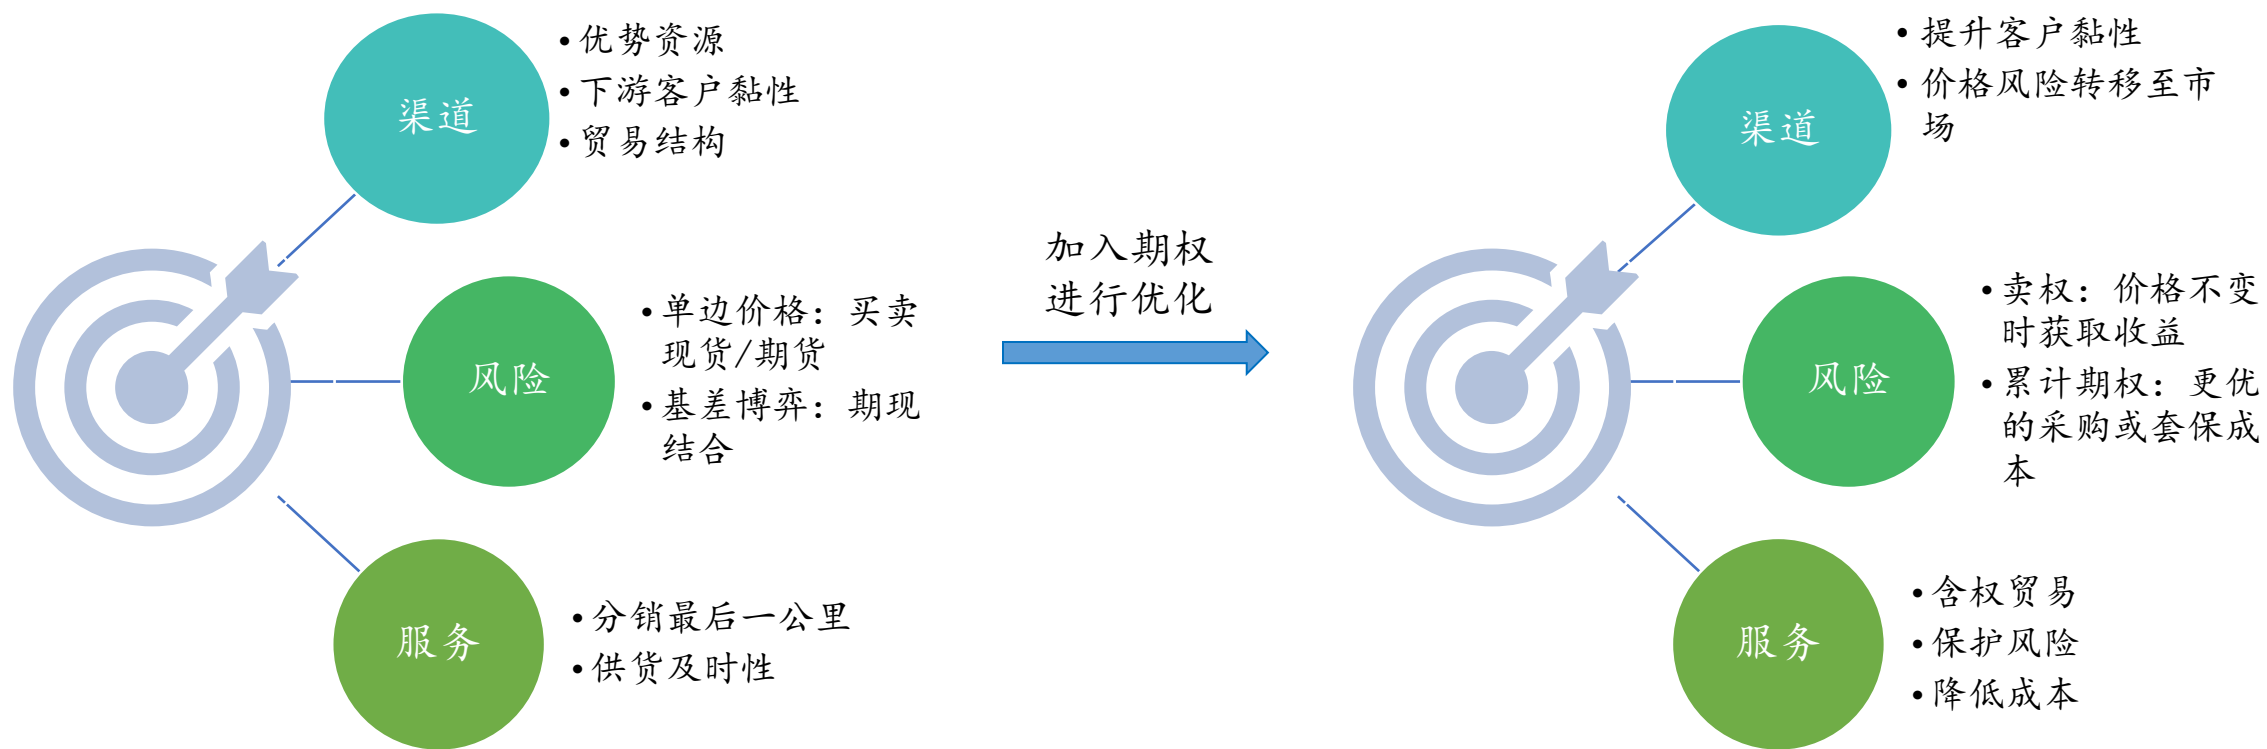 渠道
• 优势资源
• 下游客户黏性
• 贸易结构
风险
• 单边价格：买卖
现货/期货
• 基差博弈：期现
结合
服务
• 分销最后一公里
• 供货及时性
加入期权
进行优化
渠道
• 提升客户黏性
• 价格风险转移至市
场
风险
• 卖权：价格不变
时获取收益
• 累计期权：更优
的采购或套保成
本
服务
• 含权贸易
• 保护风险
• 降低成本